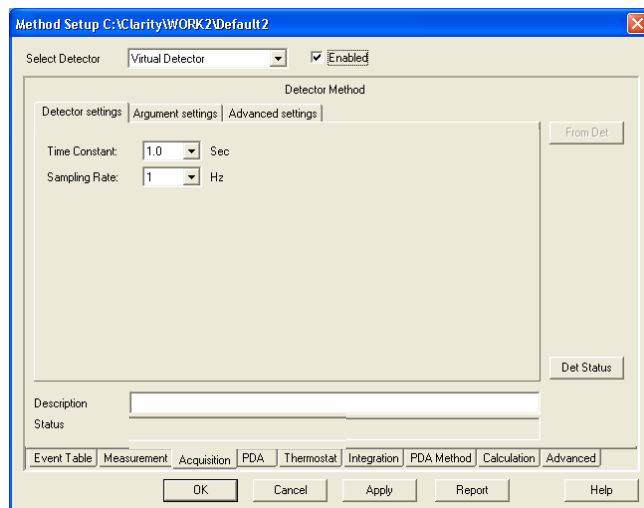 Method Setup C:\Clarity\WORK2\Default2
Select Detector Virtual Detector Enabled
Detector Method
Detector settings Argument settings Advanced settings
From Det
Time Constant: 1.0 Sec
Sampling Rate: 1 Hz
Det Status
Description
Status
Event Table Measurement Acquisition PDA Thermostat Integration PDA Method Calculation Advanced
OK Cancel Apply Report Help